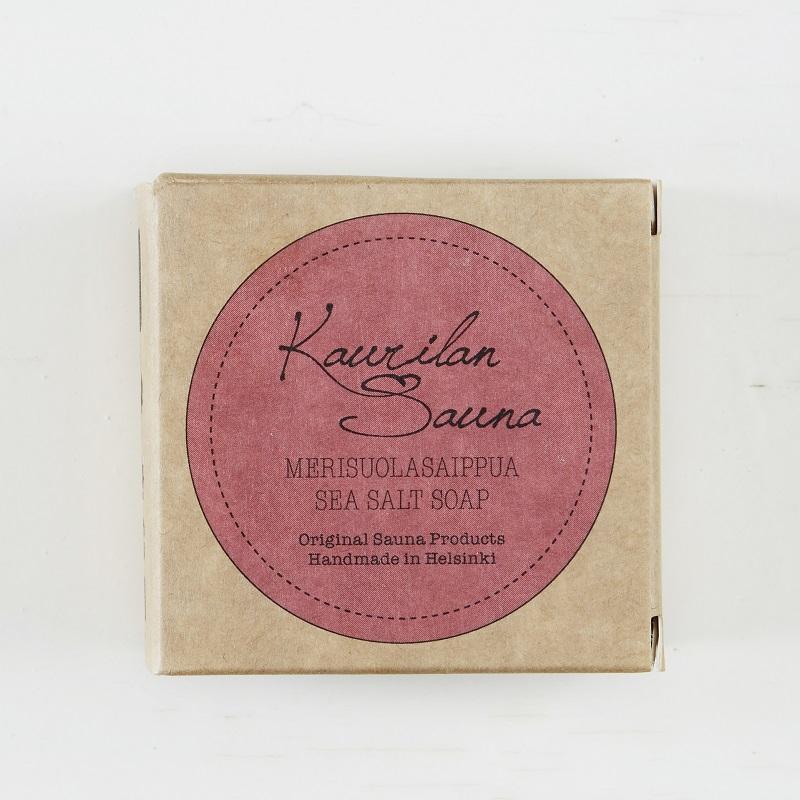 Kaurilan
Sauna
MERISUOLASAIPPUA
SEA SALT SOAP
Original Sauna Products
Handmade in Helsinki